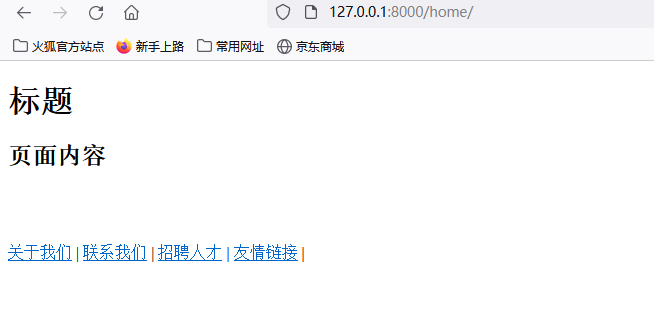 127.0.0.1:8000/home/
火狐官方站点 新手上路 常用网址 京东商城
标题
页面内容
关于我们 | 联系我们 | 招聘人才 | 友情链接 |